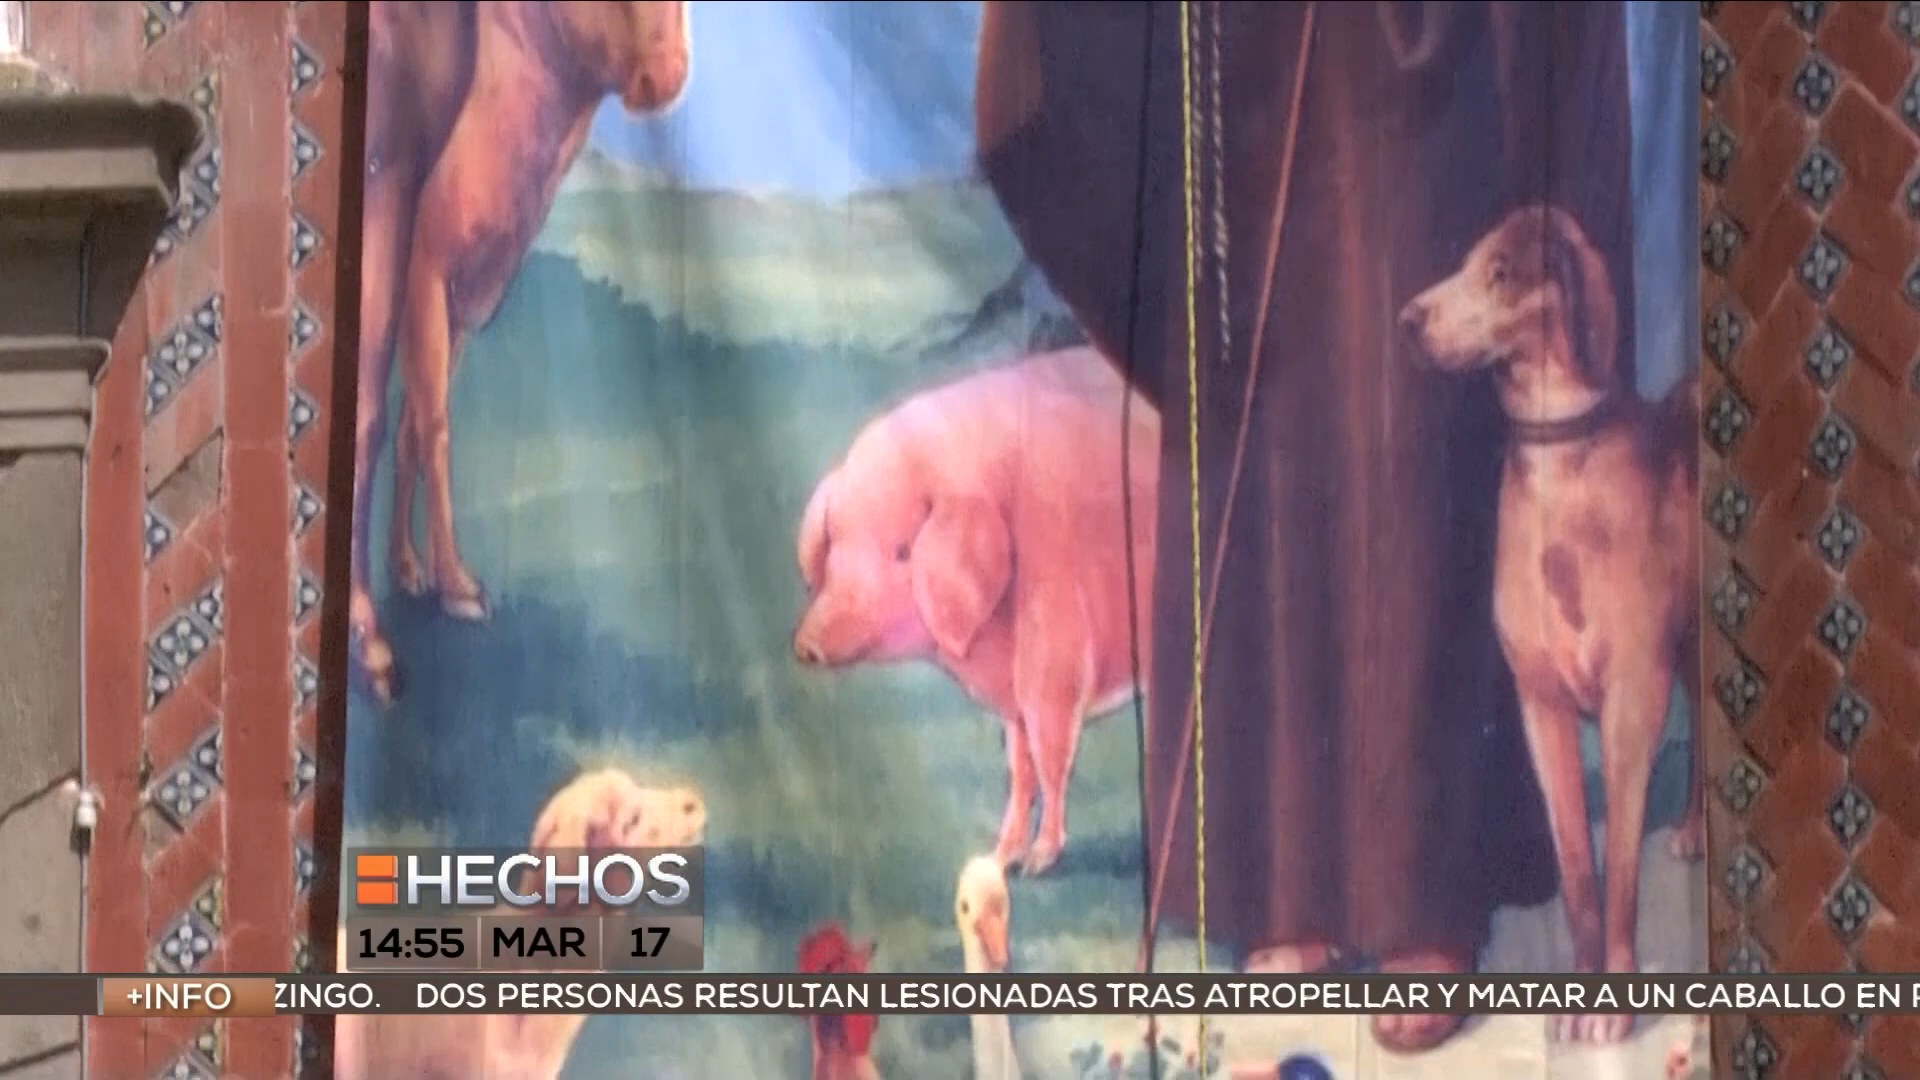 HECHOS
14:55 MAR 17
+INFO ZINGO. DOS PERSONAS RESULTAN LESIONADAS TRAS ATROPELLAR Y MATAR A UN CABALLO EN